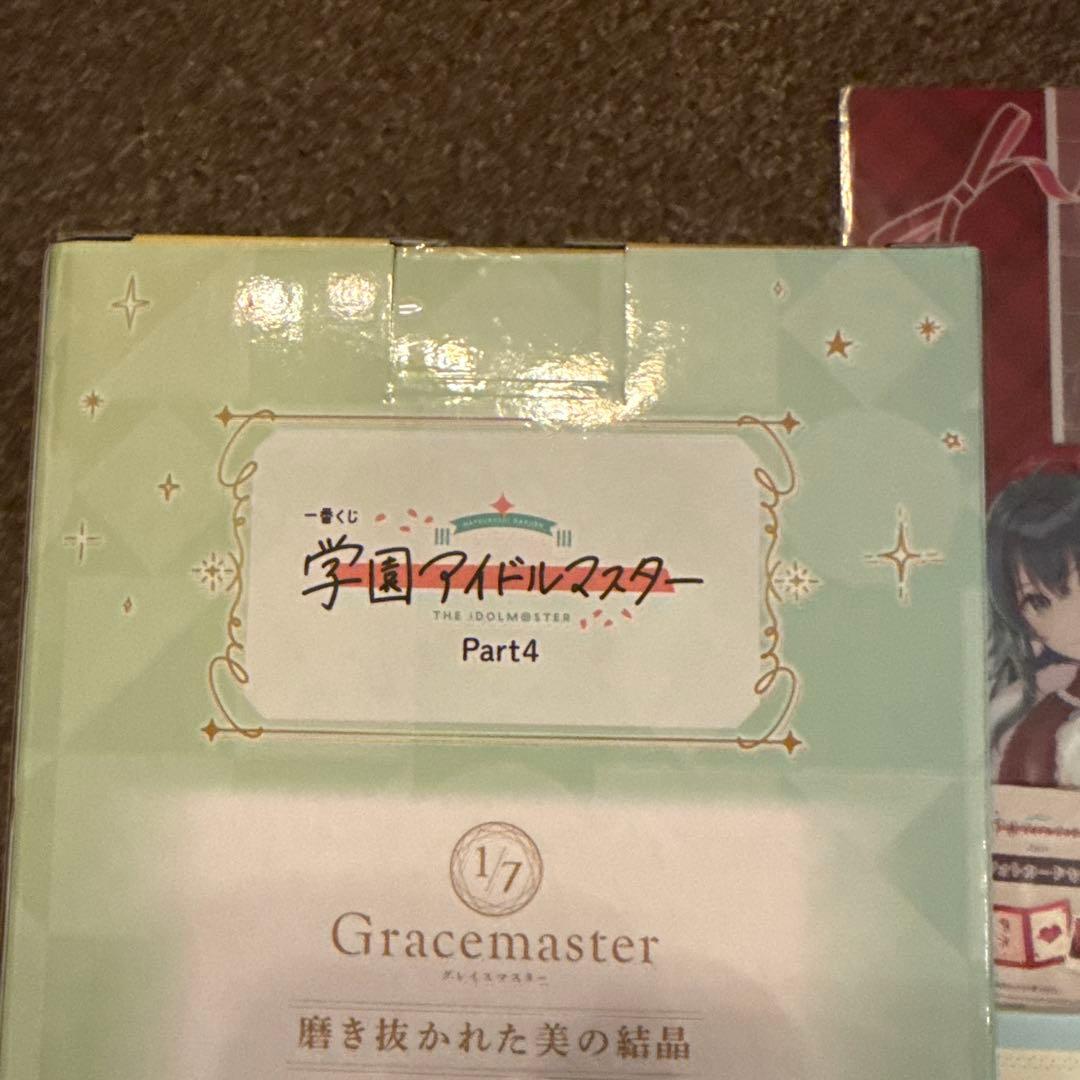 一番くじ
HATSUBOSHI GAKUEN
学園アイドルマスター
THE iDOLM@STER
Part4
1/7
Gracemaster
グレイスマスター
磨き抜かれた美の結晶